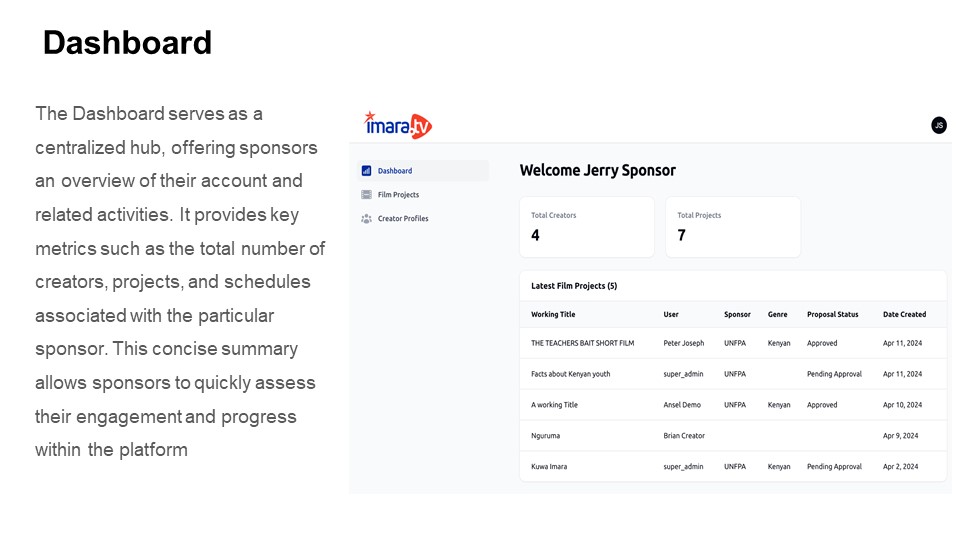 Dashboard
The Dashboard serves as a
centralized hub, offering sponsors
an overview of their account and
related activities. It provides key
metrics such as the total number of
creators, projects, and schedules
associated with the particular
sponsor. This concise summary
allows sponsors to quickly assess
their engagement and progress
within the platform
imara.tv
JS
Dashboard
Film Projects
Creator Profiles
Welcome Jerry Sponsor
Total Creators
4
Total Projects
7
Latest Film Projects (5)
Working Title User Sponsor Genre Proposal Status Date Created
THE TEACHERS BAIT SHORT FILM Peter Joseph UNFPA Kenyan Approved Apr 11, 2024
Facts about Kenyan youth super_admin UNFPA Pending Approval Apr 11, 2024
A working Title Ansel Demo UNFPA Kenyan Approved Apr 10, 2024
Nguruma Brian Creator Apr 9, 2024
Kuwa Imara super_admin UNFPA Kenyan Pending Approval Apr 2, 2024